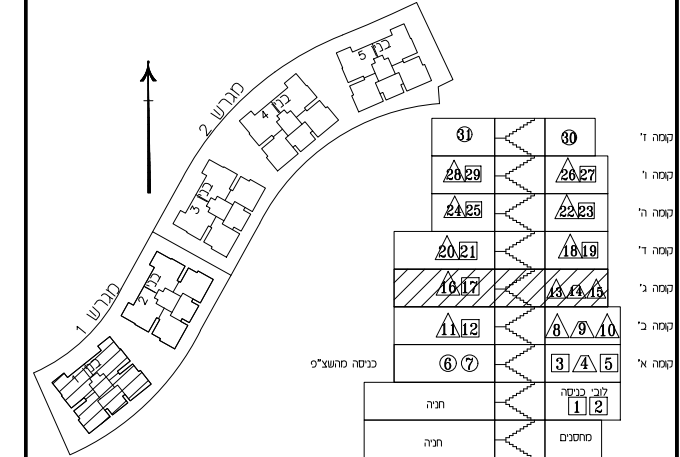 מגרש 2
בנין 5
בנין 4
בנין 3
מגרש 1
בנין 2
1
31 30 קומה ז'
28 29 26 27 קומה ו'
24 25 22 23 קומה ה'
20 21 18 19 קומה ד'
16 17 13 14 15 קומה ג'
11 12 8 9 10 קומה ב'
כניסה מהשצ"פ 6 7 3 4 5 קומה א'
לובי כניסה
חניה 1 2
חניה מחסנים